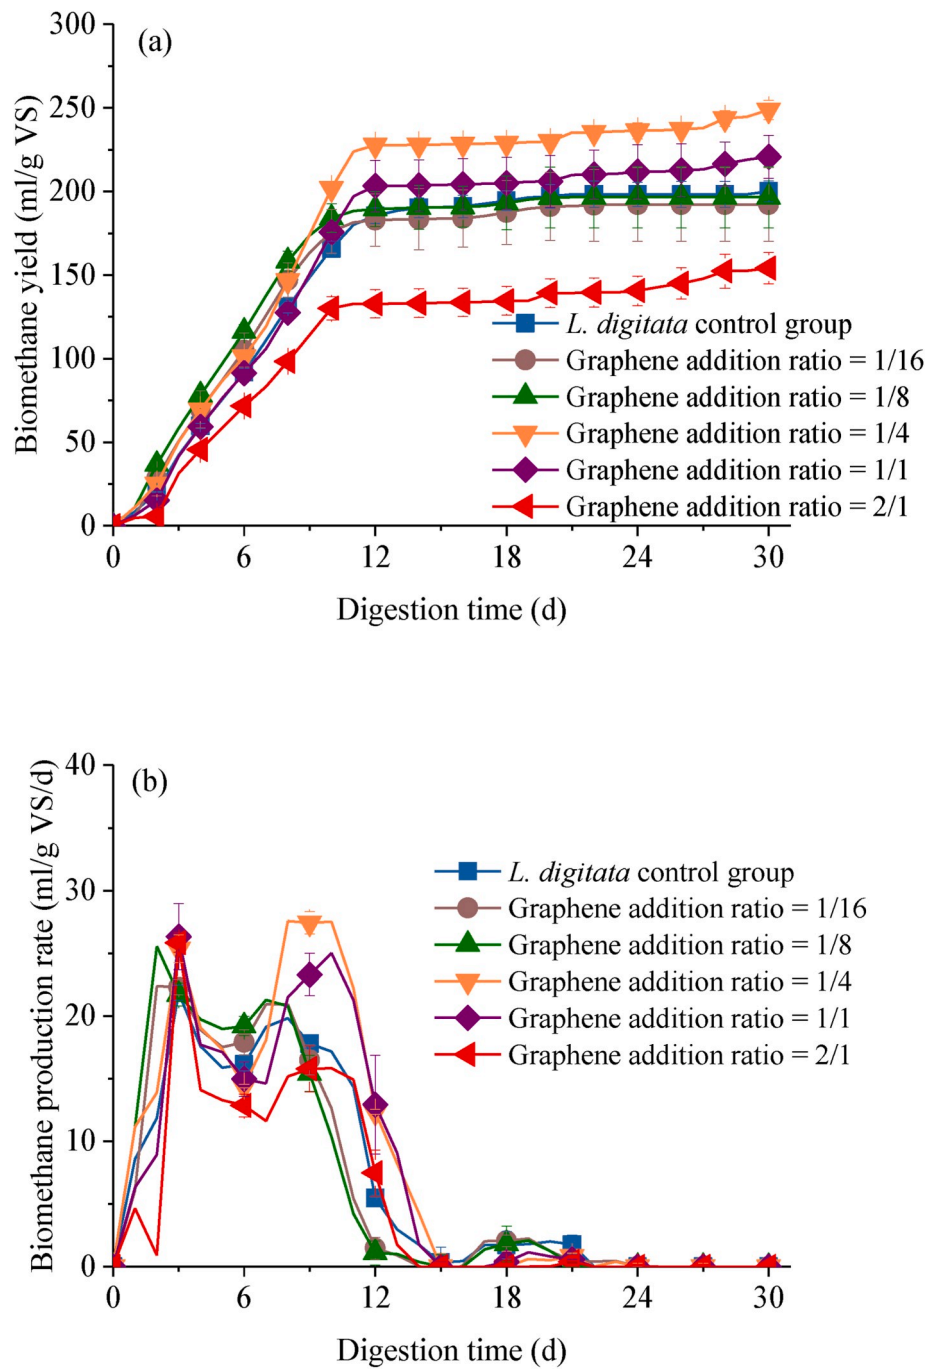 (a)
300
250
200
150
100
50
0
Biomethane yield (ml/g VS)
L. digitata control group
Graphene addition ratio = 1/16
Graphene addition ratio = 1/8
Graphene addition ratio = 1/4
Graphene addition ratio = 1/1
Graphene addition ratio = 2/1
0 6 12 18 24 30
Digestion time (d)
(b)
40
30
20
10
0
Biomethane production rate (ml/g VS/d)
L. digitata control group
Graphene addition ratio = 1/16
Graphene addition ratio = 1/8
Graphene addition ratio = 1/4
Graphene addition ratio = 1/1
Graphene addition ratio = 2/1
0 6 12 18 24 30
Digestion time (d)